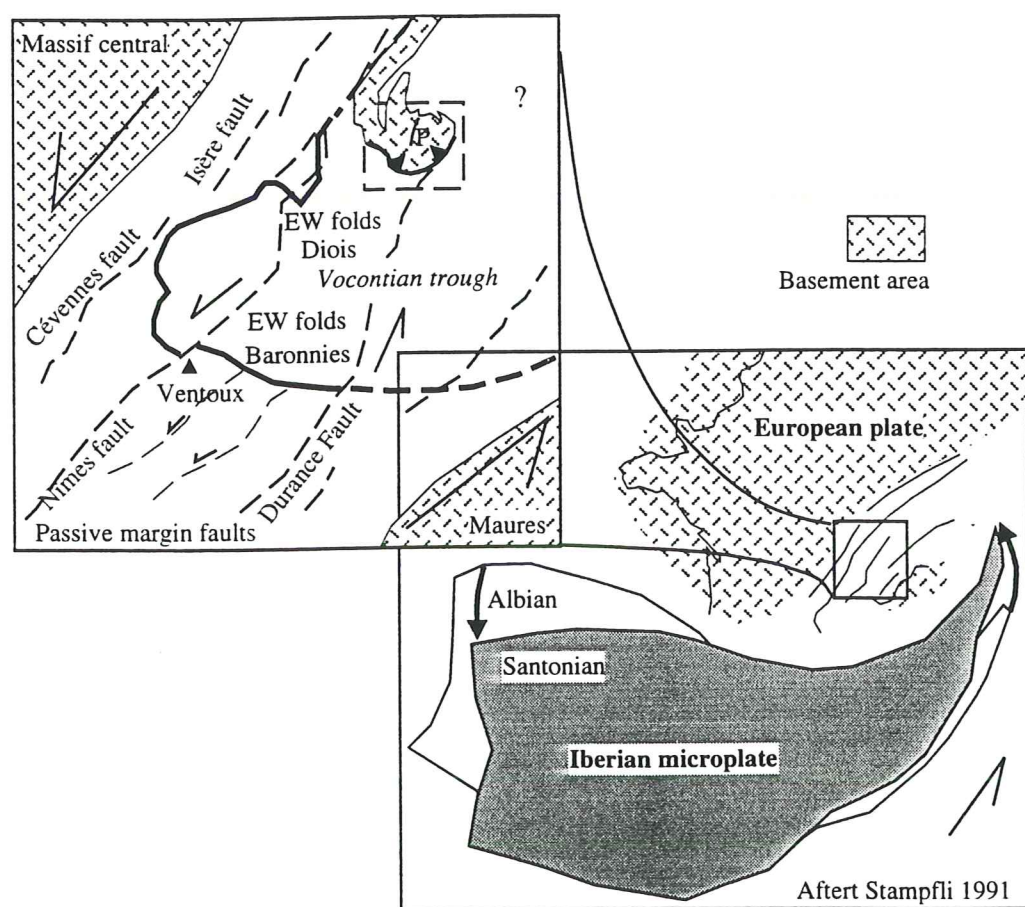 Massif central
?
Isère fault
P
EW folds
Diois
Cévennes fault
Vocontian trough
EW folds
Baronnies
Ventoux
Nîmes fault
Durance Fault
Passive margin faults
Maures
Basement area
European plate
Albian
Santonian
Iberian microplate
Aftert Stampfli 1991